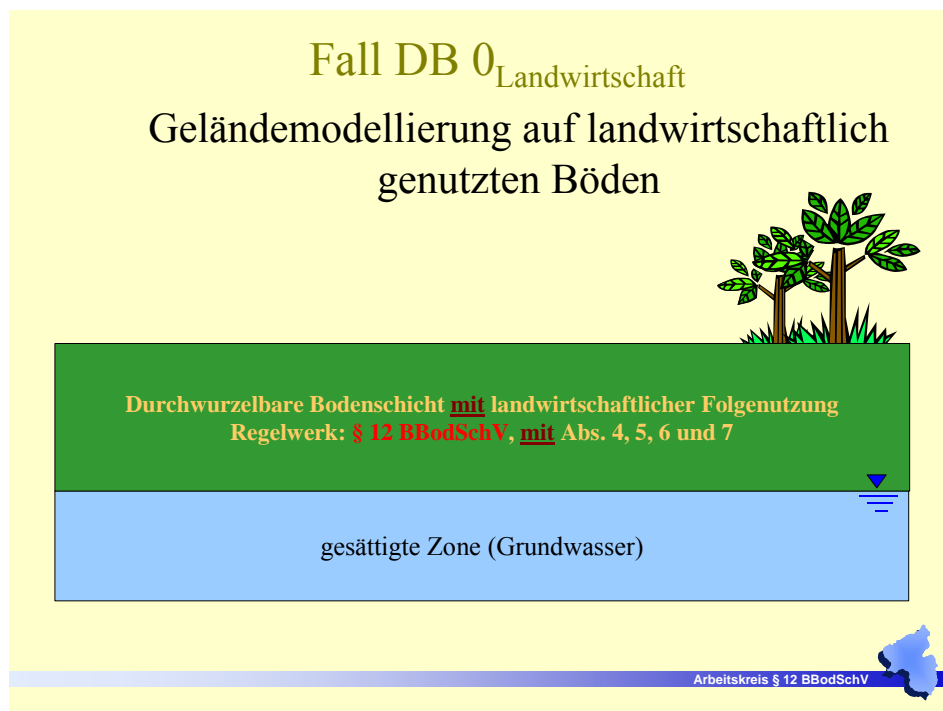 Fall DB 0Landwirtschaft
Geländemodellierung auf landwirtschaftlich
genutzten Böden
Durchwurzelbare Bodenschicht mit landwirtschaftlicher Folgenutzung
Regelwerk: § 12 BBodSchV, mit Abs. 4, 5, 6 und 7
gesättigte Zone (Grundwasser)
Arbeitskreis § 12 BBodSchV